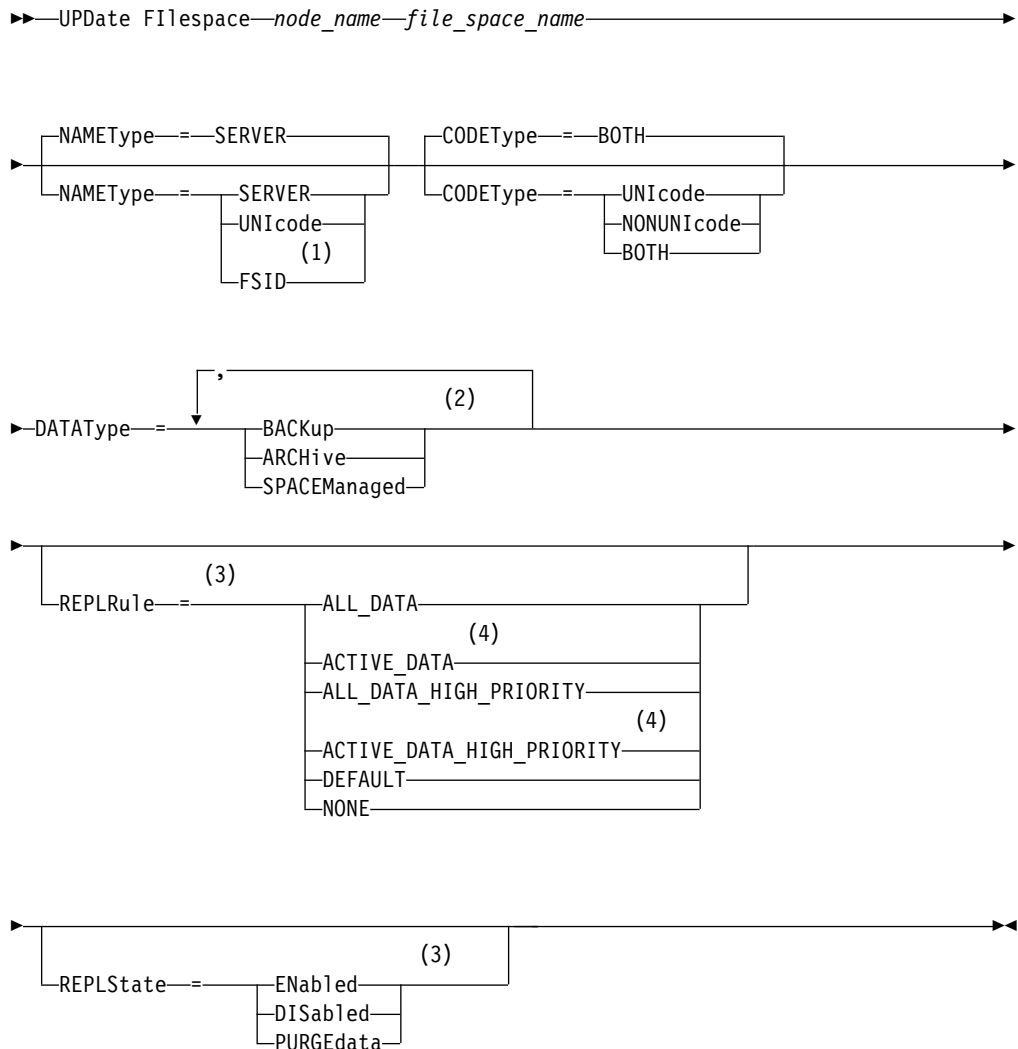 UPDate FIlespace node_name file_space_name
NAMEType = SERVER CODEType = BOTH
NAMEType = SERVER CODEType = UNIcode
UNIcode NONUNIcode
(1) BOTH
FSID
,
(2)
DATAType = BACKup
ARCHive
SPACEManaged
(3)
REPLRule = ALL_DATA
(4)
ACTIVE_DATA
ALL_DATA_HIGH_PRIORITY
(4)
ACTIVE_DATA_HIGH_PRIORITY
DEFAULT
NONE
(3)
REPLState = ENabled
DISabled
PURGEdata